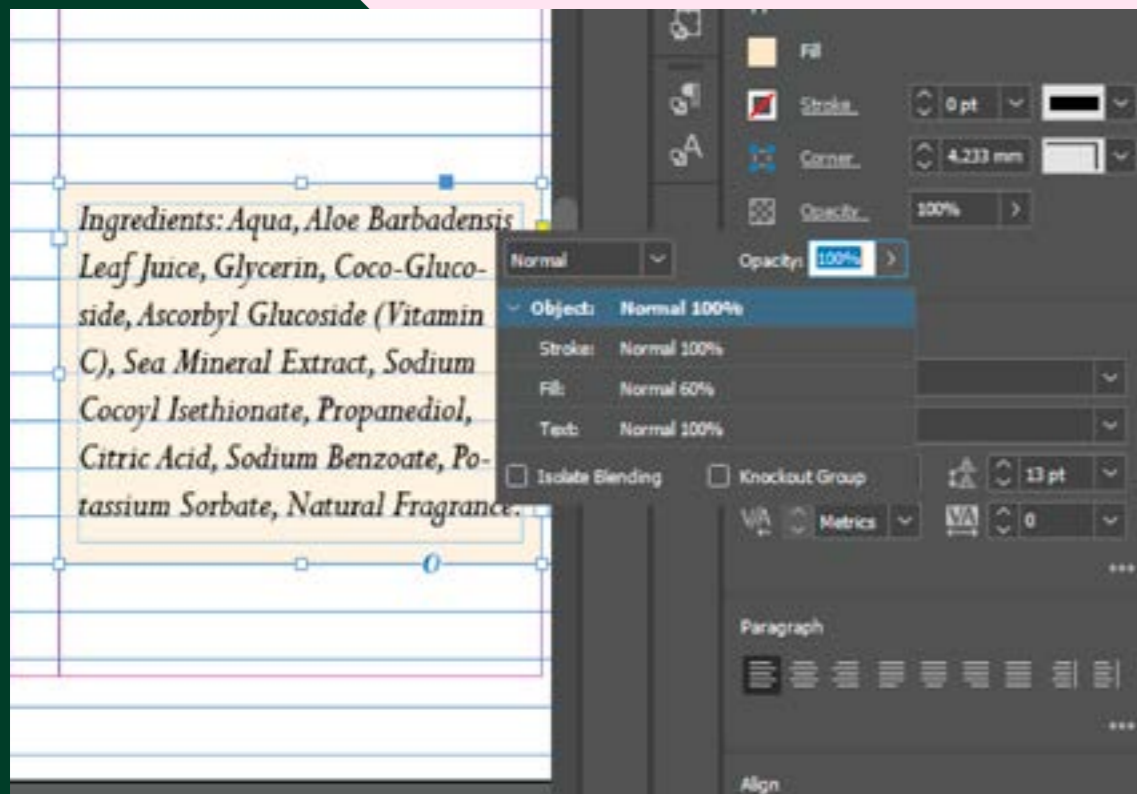 Ingredients: Aqua, Aloe Barbadensis
Leaf Juice, Glycerin, Coco-Gluco-
side, Ascorbyl Glucoside (Vitamin
C), Sea Mineral Extract, Sodium
Cocoyl Isethionate, Propanediol,
Citric Acid, Sodium Benzoate, Po-
tassium Sorbate, Natural Fragrance.
Fill
Stroke 0 pt
Corner 4.233 mm
Opacity 100%
Normal Opacity: 100%
Object: Normal 100%
Stroke: Normal 100%
Fill: Normal 60%
Text: Normal 100%
Isolate Blending Knockout Group
13 pt
Metrics 0
Paragraph
Align